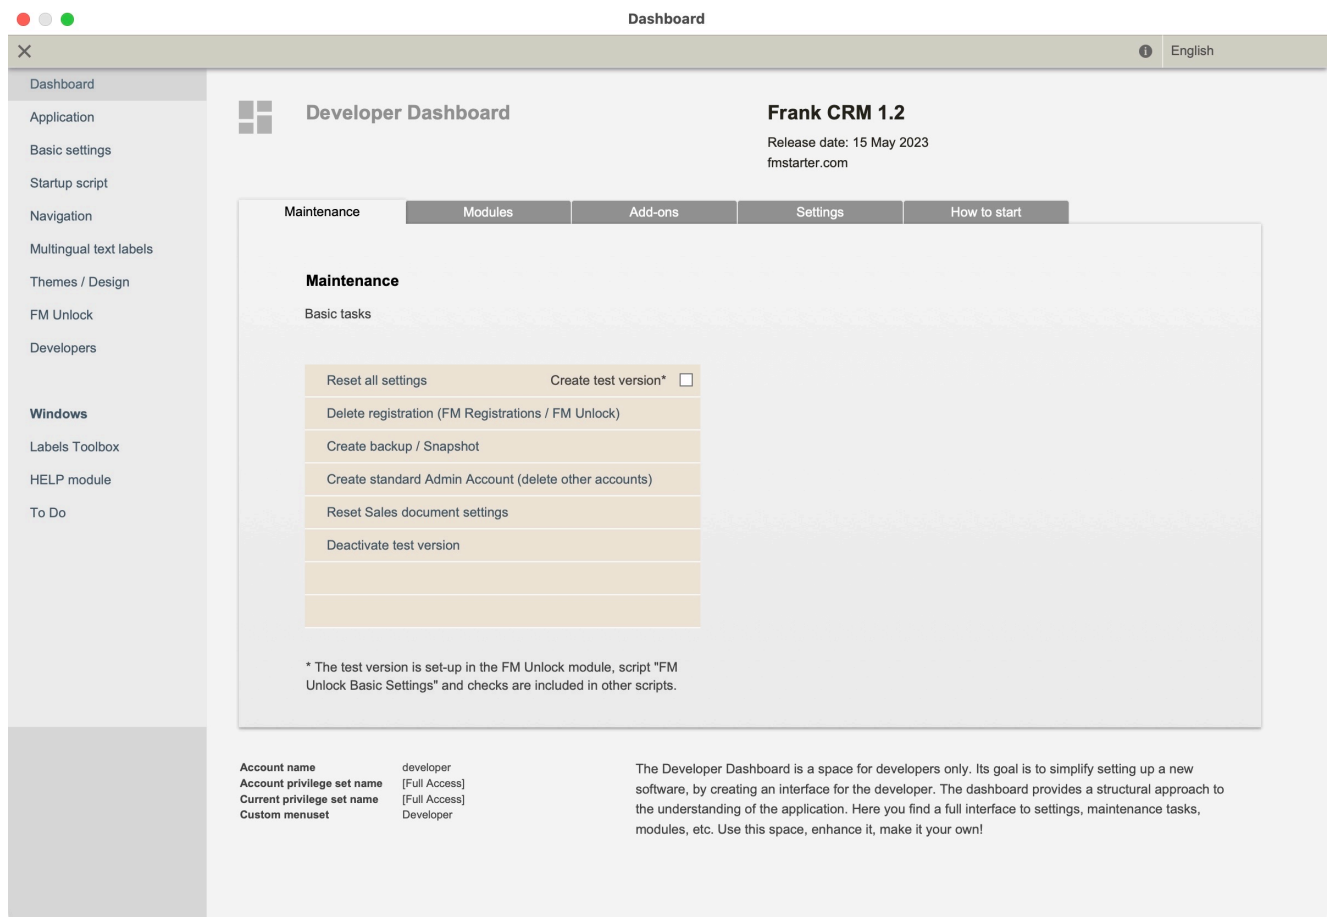 Dashboard
English
Dashboard
Application
Basic settings
Startup script
Navigation
Multingual text labels
Themes / Design
FM Unlock
Developers
Windows
Labels Toolbox
HELP module
To Do
Developer Dashboard
Frank CRM 1.2
Release date: 15 May 2023
fmstarter.com
Maintenance
Modules
Add-ons
Settings
How to start
Maintenance
Basic tasks
Reset all settings Create test version*
Delete registration (FM Registrations / FM Unlock)
Create backup / Snapshot
Create standard Admin Account (delete other accounts)
Reset Sales document settings
Deactivate test version
* The test version is set-up in the FM Unlock module, script "FM
Unlock Basic Settings" and checks are included in other scripts.
Account name developer
Account privilege set name [Full Access]
Current privilege set name [Full Access]
Custom menuset Developer
The Developer Dashboard is a space for developers only. Its goal is to simplify setting up a new
software, by creating an interface for the developer. The dashboard provides a structural approach to
the understanding of the application. Here you find a full interface to settings, maintenance tasks,
modules, etc. Use this space, enhance it, make it your own!